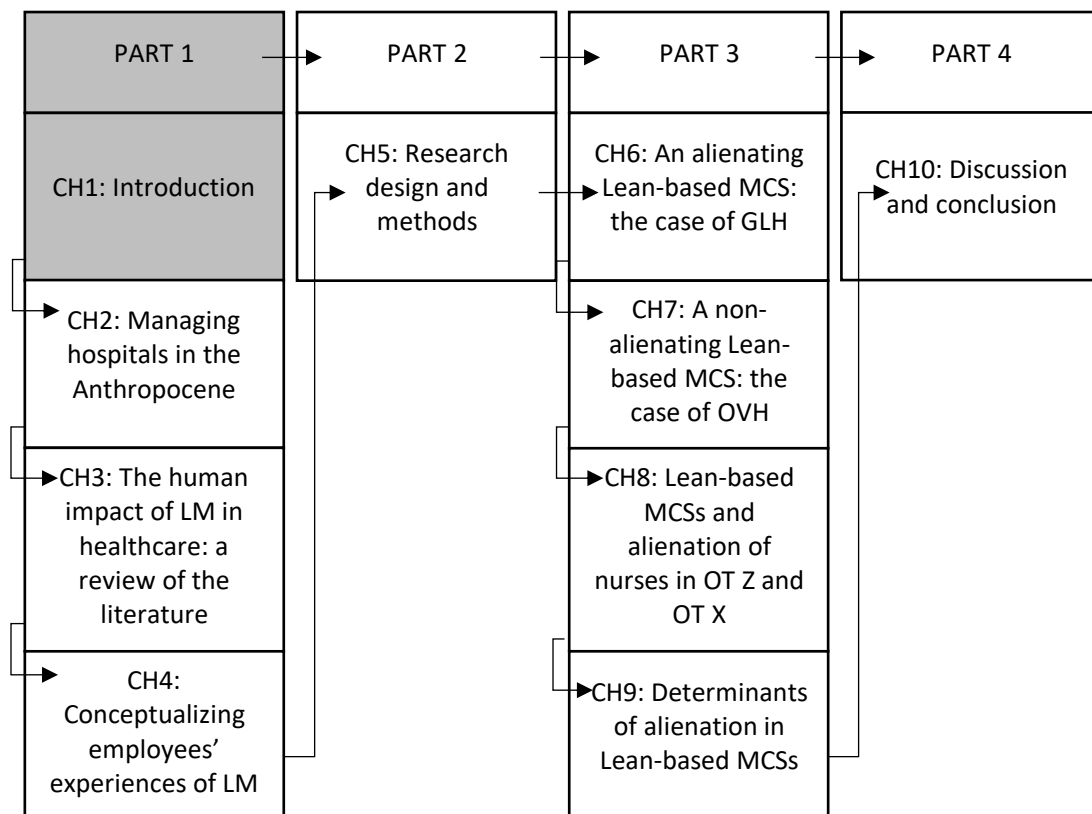 PART 1
PART 2
PART 3
PART 4
CH1: Introduction
CH5: Research
design and
methods
CH6: An alienating
Lean-based MCS:
the case of GLH
CH10: Discussion
and conclusion
CH2: Managing
hospitals in the
Anthropocene
CH7: A non-
alienating Lean-
based MCS: the
case of OVH
CH3: The human
impact of LM in
healthcare: a
review of the
literature
CH8: Lean-based
MCSs and
alienation of
nurses in OT Z and
OT X
CH4:
Conceptualizing
employees’
experiences of LM
CH9: Determinants
of alienation in
Lean-based MCSs